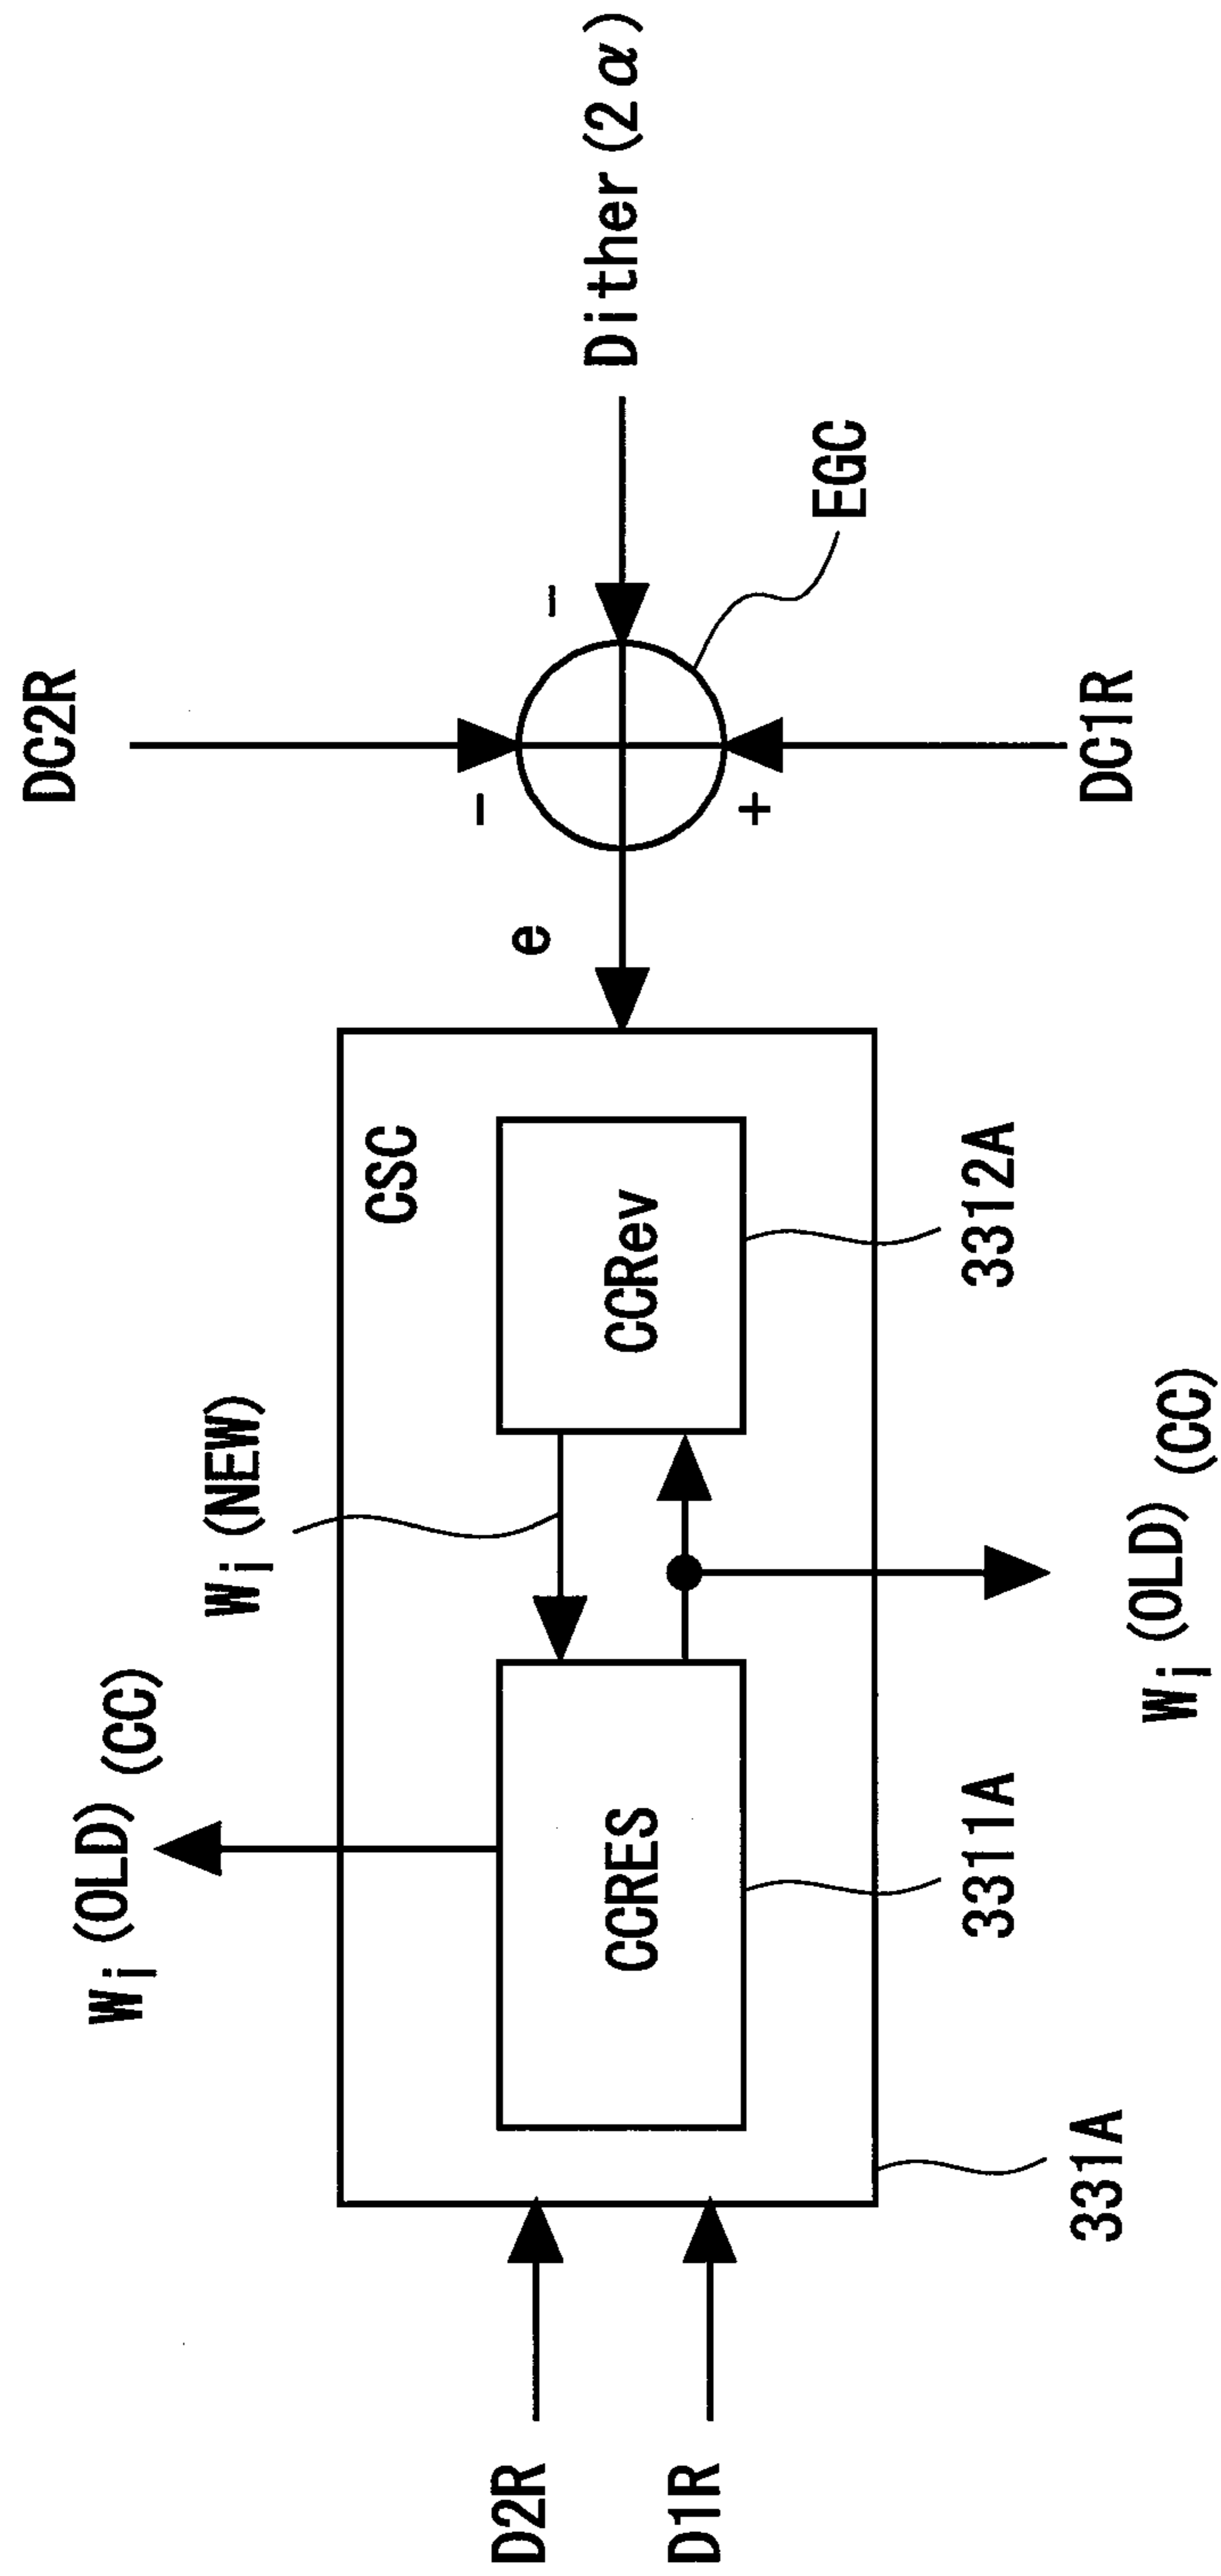 DC2R
Dither (2α)
W_i (OLD) (CC)
W_i (NEW)
CSC
e
−
−
EGC
D2R
CCRES
CCRev
D1R
+
DC1R
331A
3311A
3312A
W_i (OLD) (CC)